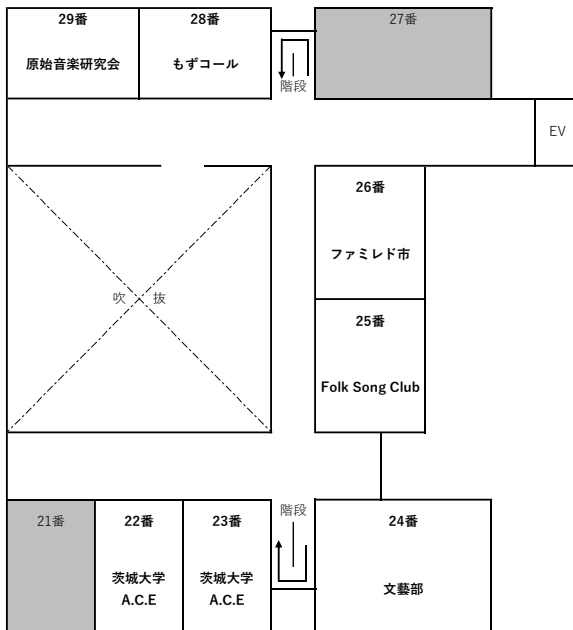 29番
原始音楽研究会
28番
もずコール
階段
27番
EV
26番
ファミレド市
吹 抜
25番
Folk Song Club
21番
22番
茨城大学
A.C.E
23番
茨城大学
A.C.E
階段
24番
文藝部